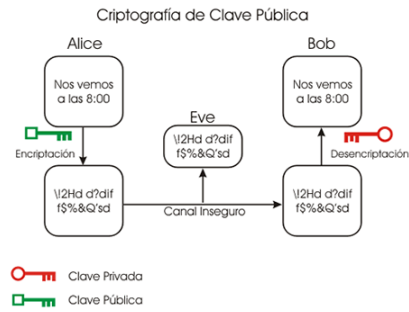 Criptografía de Clave Pública
Alice
Bob
Nos vemos
a las 8:00
Eve
Nos vemos
a las 8:00
\!2Hd d?dif
f$%&Q'sd
Encriptación
Desencriptación
\!2Hd d?dif
f$%&Q'sd
Canal Inseguro
\!2Hd d?dif
f$%&Q'sd
Clave Privada
Clave Pública